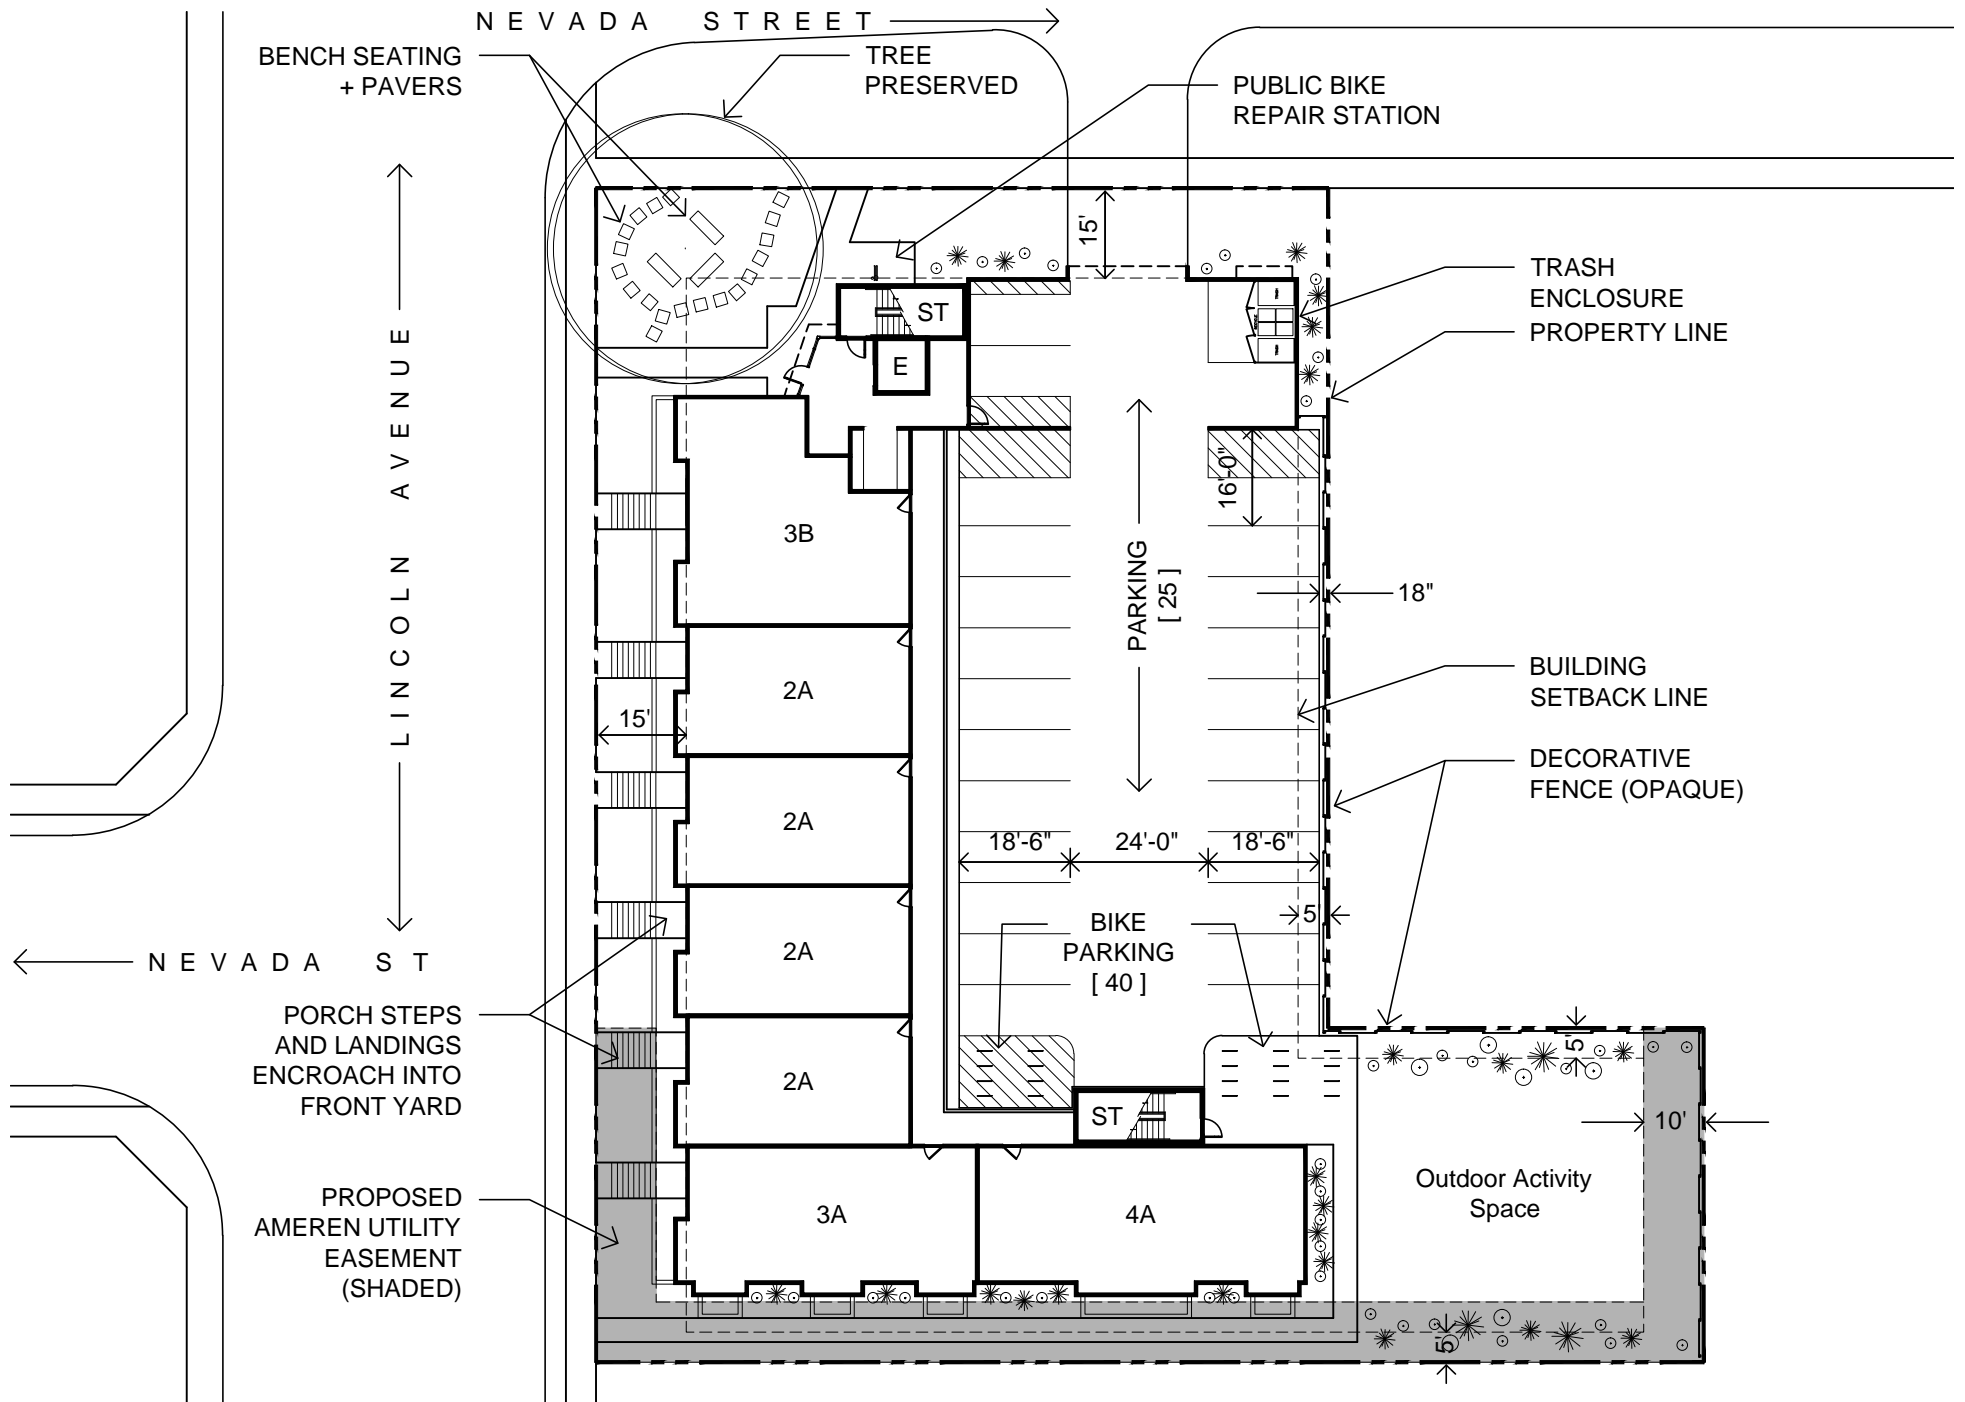 NEVADA STREET
BENCH SEATING
+ PAVERS
TREE
PRESERVED
PUBLIC BIKE
REPAIR STATION
15'
TRASH
ENCLOSURE
PROPERTY LINE
ST
E
LINCOLN AVENUE
3B
16'-0"
PARKING
[ 25 ]
18"
2A
15'
BUILDING
SETBACK LINE
DECORATIVE
FENCE (OPAQUE)
2A
18'-6"
24'-0"
18'-6"
5'
BIKE
PARKING
[ 40 ]
2A
NEVADA ST
PORCH STEPS
AND LANDINGS
ENCROACH INTO
FRONT YARD
2A
ST
5'
10'
PROPOSED
AMEREN UTILITY
EASEMENT
(SHADED)
3A
4A
Outdoor Activity
Space
5'